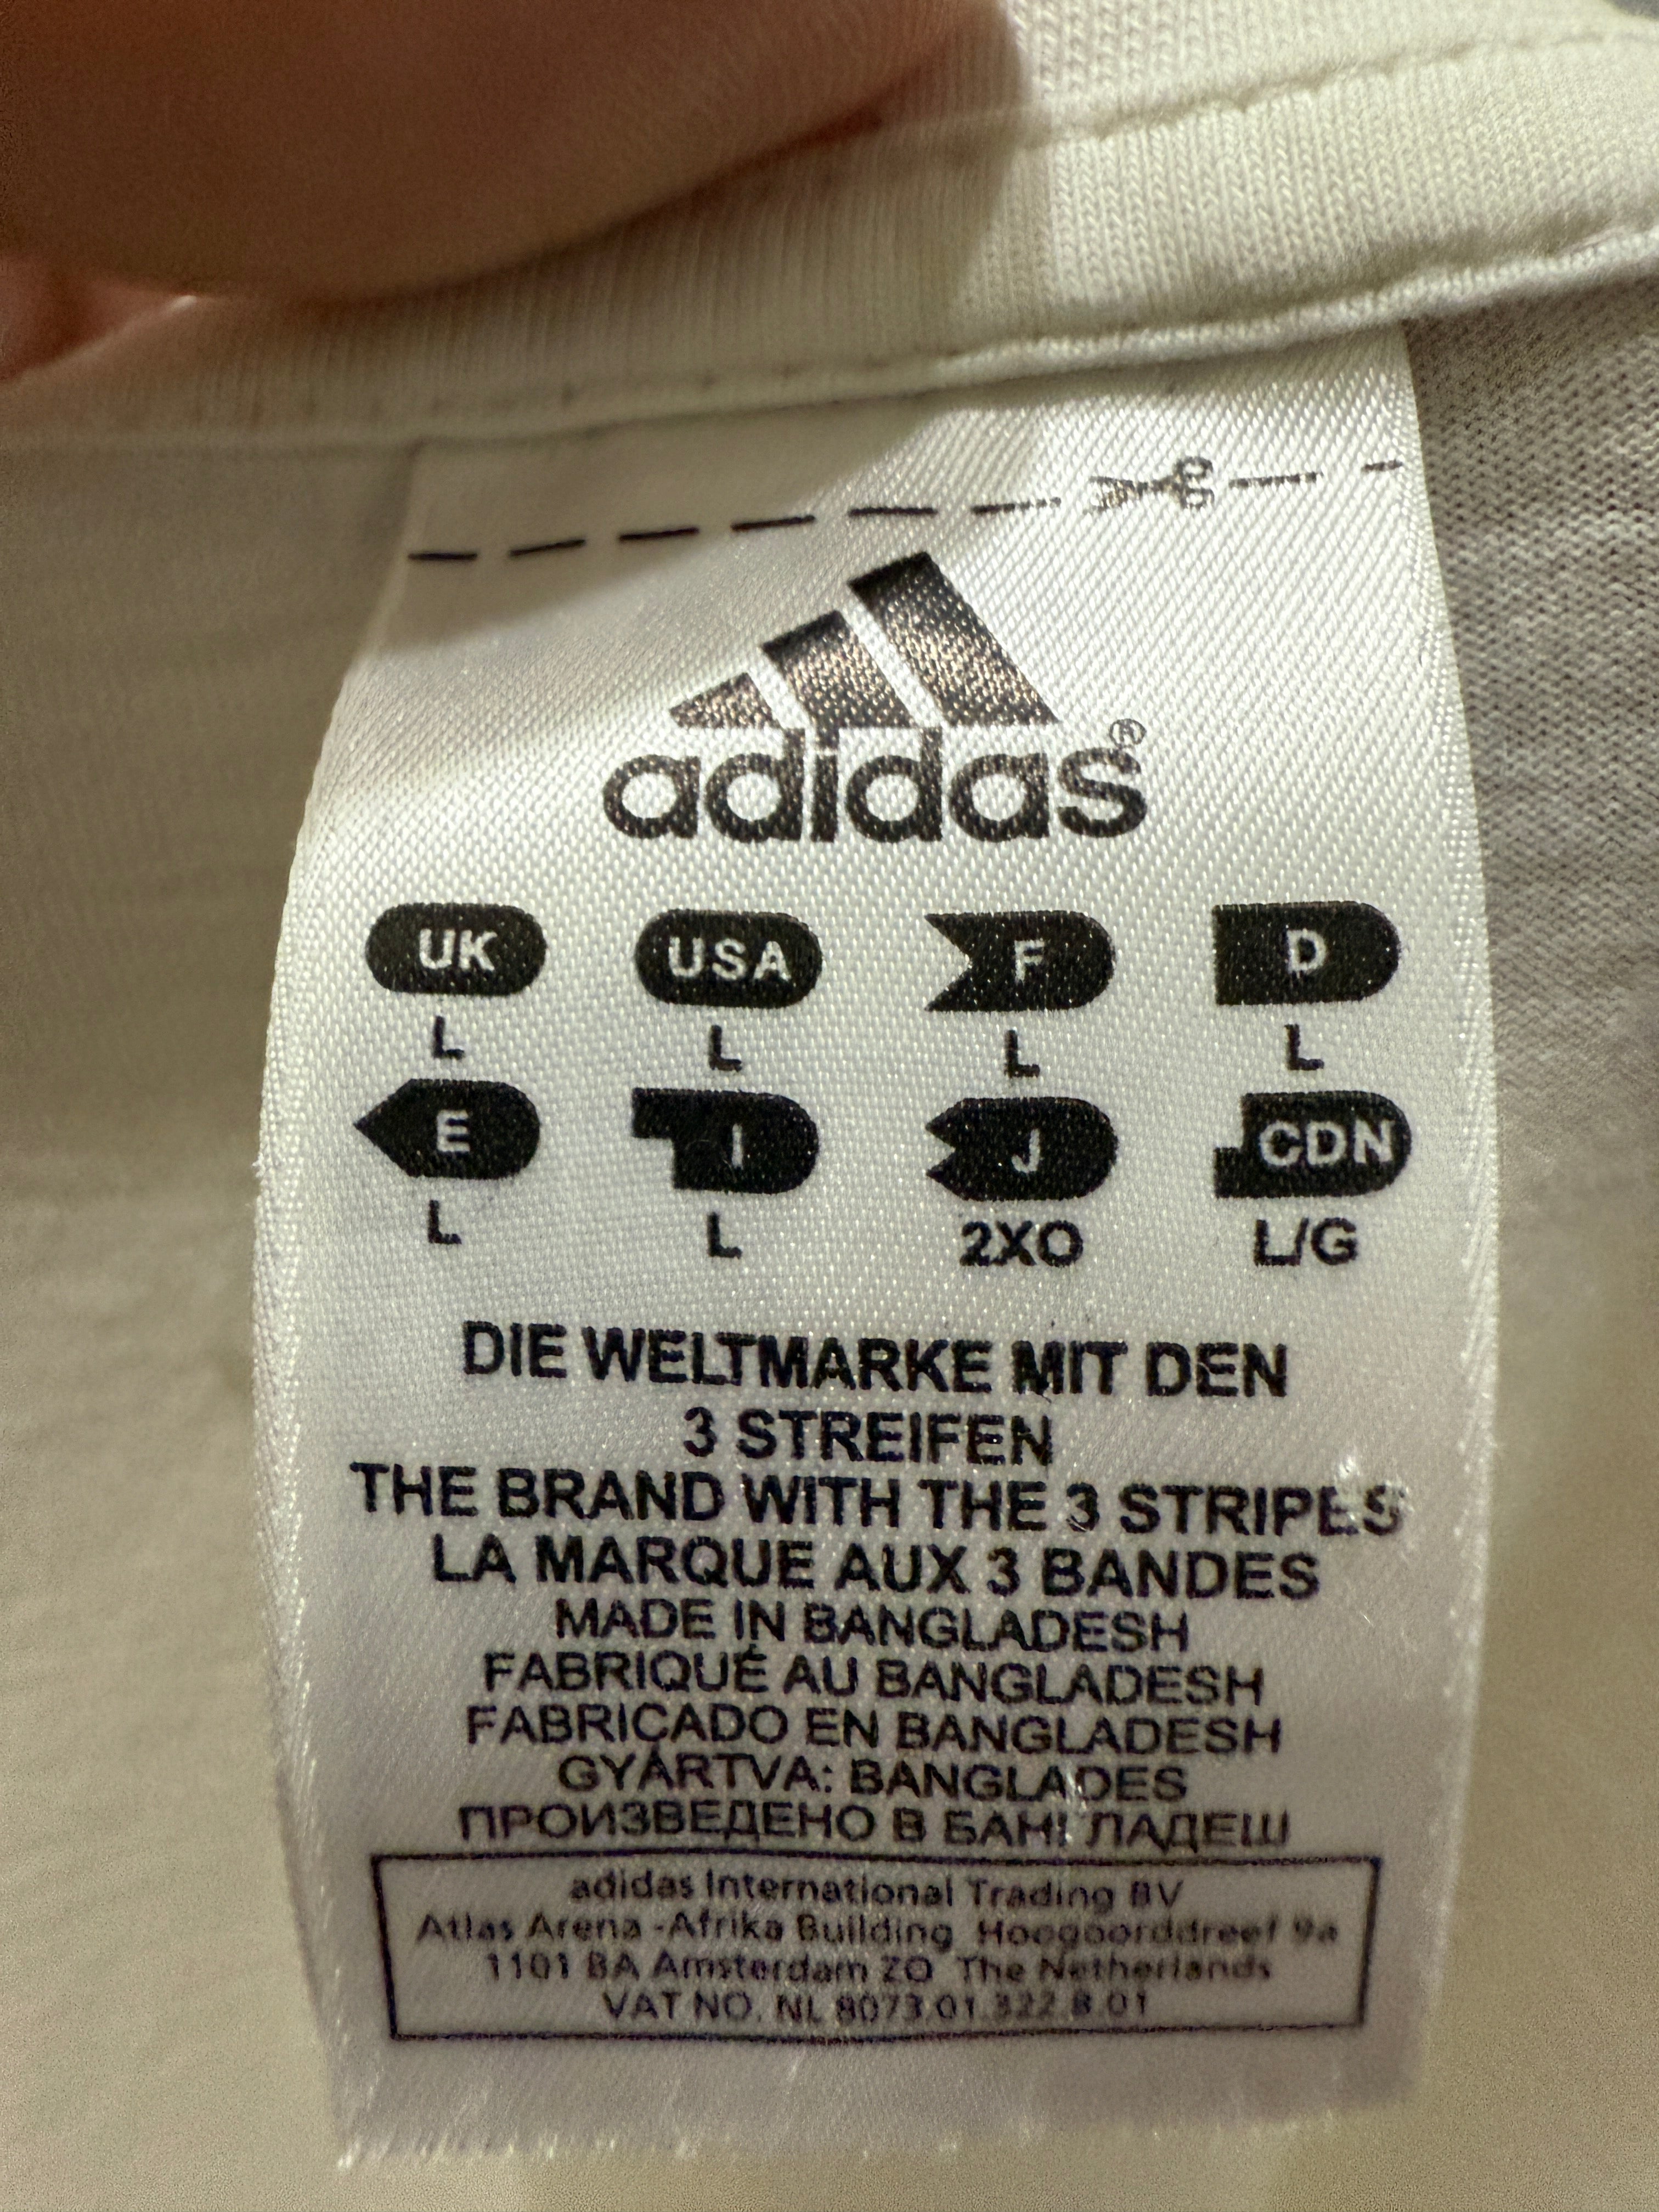 adidas®
UK USA F D
L L L L
E I J CDN
L L 2XO L/G
DIE WELTMARKE MIT DEN
3 STREIFEN
THE BRAND WITH THE 3 STRIPES
LA MARQUE AUX 3 BANDES
MADE IN BANGLADESH
FABRIQUÉ AU BANGLADESH
FABRICADO EN BANGLADESH
GYÁRTVA: BANGLADES
ПРОИЗВЕДЕНО В БАНГЛАДЕШ
adidas International Trading BV
Atlas Arena -Afrika Building Hoogoorddreef 9a
1101 BA Amsterdam ZO The Netherlands
VAT NO. NL 8073.01.322.B.01